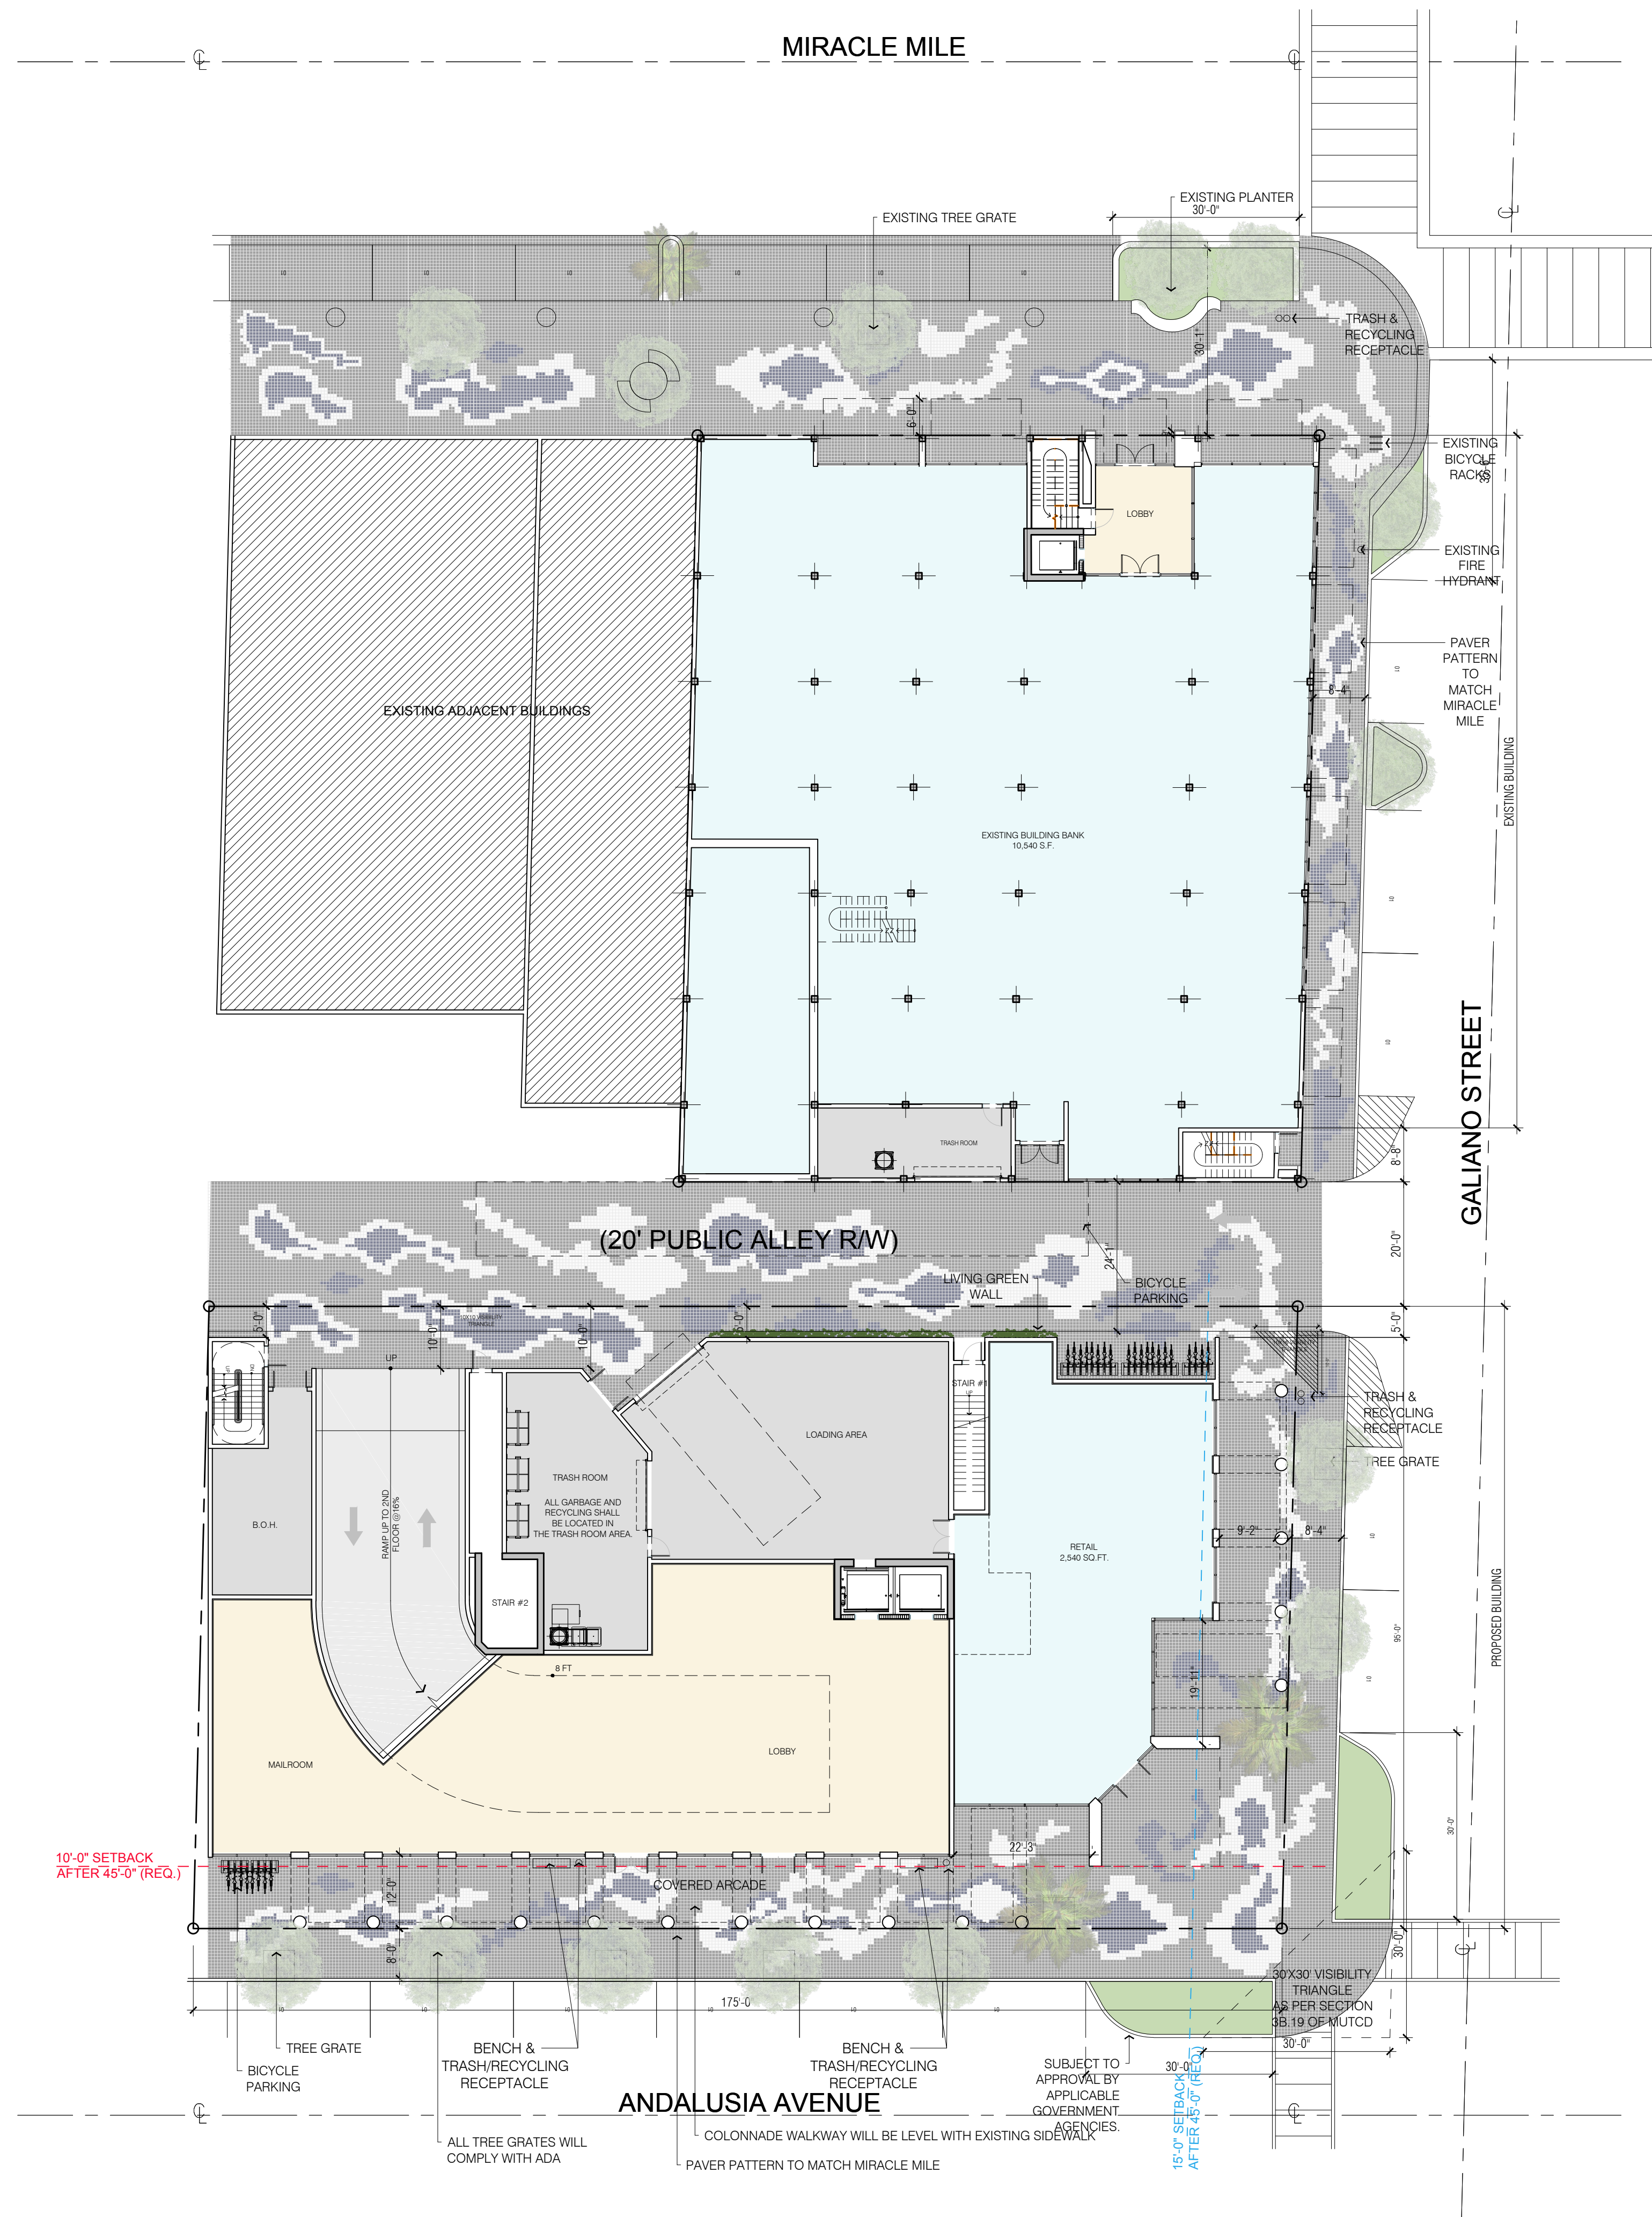 MIRACLE MILE
EXISTING PLANTER
30'-0"
EXISTING TREE GRATE
30'-1"
TRASH &
RECYCLING
RECEPTACLE
6'-0"
EXISTING
BICYCLE
RACKS
LOBBY
EXISTING
FIRE
HYDRANT
PAVER
PATTERN
TO
MATCH
MIRACLE
MILE
8'-4"
EXISTING ADJACENT BUILDINGS
EXISTING BUILDING
EXISTING BUILDING BANK
10,540 S.F.
GALIANO STREET
TRASH ROOM
8'-8"
(20' PUBLIC ALLEY R/W)
20'-0"
24'-1"
LIVING GREEN
WALL
BICYCLE
PARKING
5'-0"
10'-0"
10X10 VISIBILITY
TRIANGLE
10'-0"
5'-0"
5'-0"
UP
UP
STAIR #1
UP
TRASH &
RECYCLING
RECEPTACLE
TREE GRATE
LOADING AREA
TRASH ROOM
ALL GARBAGE AND
RECYCLING SHALL
BE LOCATED IN
THE TRASH ROOM AREA.
B.O.H.
RAMP UP TO 2ND
FLOOR @16%
9'-2"
8'-4"
RETAIL
2,540 SQ.FT.
STAIR #2
PROPOSED BUILDING
95'-0"
8 FT
19'-11"
LOBBY
MAILROOM
30'-0"
22'-3"
10'-0" SETBACK
AFTER 45'-0" (REQ.)
COVERED ARCADE
12'-0"
8'-0"
30'-0"
30'X30' VISIBILITY
TRIANGLE
AS PER SECTION
3B.19 OF MUTCD
175'-0
30'-0"
TREE GRATE
BICYCLE
PARKING
BENCH &
TRASH/RECYCLING
RECEPTACLE
BENCH &
TRASH/RECYCLING
RECEPTACLE
SUBJECT TO
APPROVAL BY
APPLICABLE
GOVERNMENT
AGENCIES.
30'-0"
15'-0" SETBACK
AFTER 45'-0" (REQ.)
ANDALUSIA AVENUE
COLONNADE WALKWAY WILL BE LEVEL WITH EXISTING SIDEWALK
ALL TREE GRATES WILL
COMPLY WITH ADA
PAVER PATTERN TO MATCH MIRACLE MILE